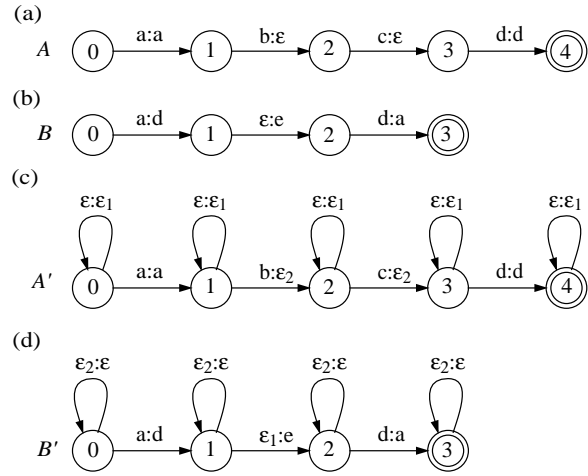 (a)
A 0 a:a 1 b:ε 2 c:ε 3 d:d 4
(b)
B 0 a:d 1 ε:e 2 d:a 3
(c)
ε:ε₁ ε:ε₁ ε:ε₁ ε:ε₁ ε:ε₁
A′ 0 a:a 1 b:ε₂ 2 c:ε₂ 3 d:d 4
(d)
ε₂:ε ε₂:ε ε₂:ε ε₂:ε
B′ 0 a:d 1 ε₁:e 2 d:a 3